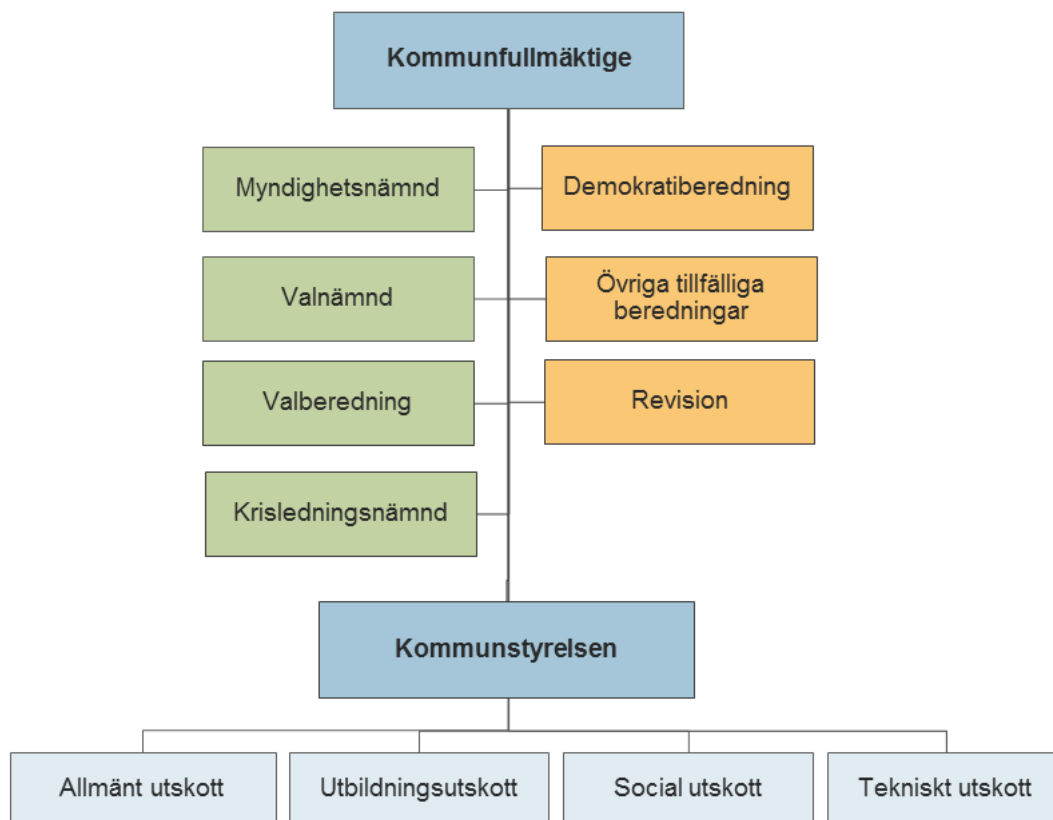 Kommunfullmäktige
Myndighetsnämnd
Demokratiberedning
Valnämnd
Övriga tillfälliga
beredningar
Valberedning
Revision
Krisledningsnämnd
Kommunstyrelsen
Allmänt utskott
Utbildningsutskott
Social utskott
Tekniskt utskott